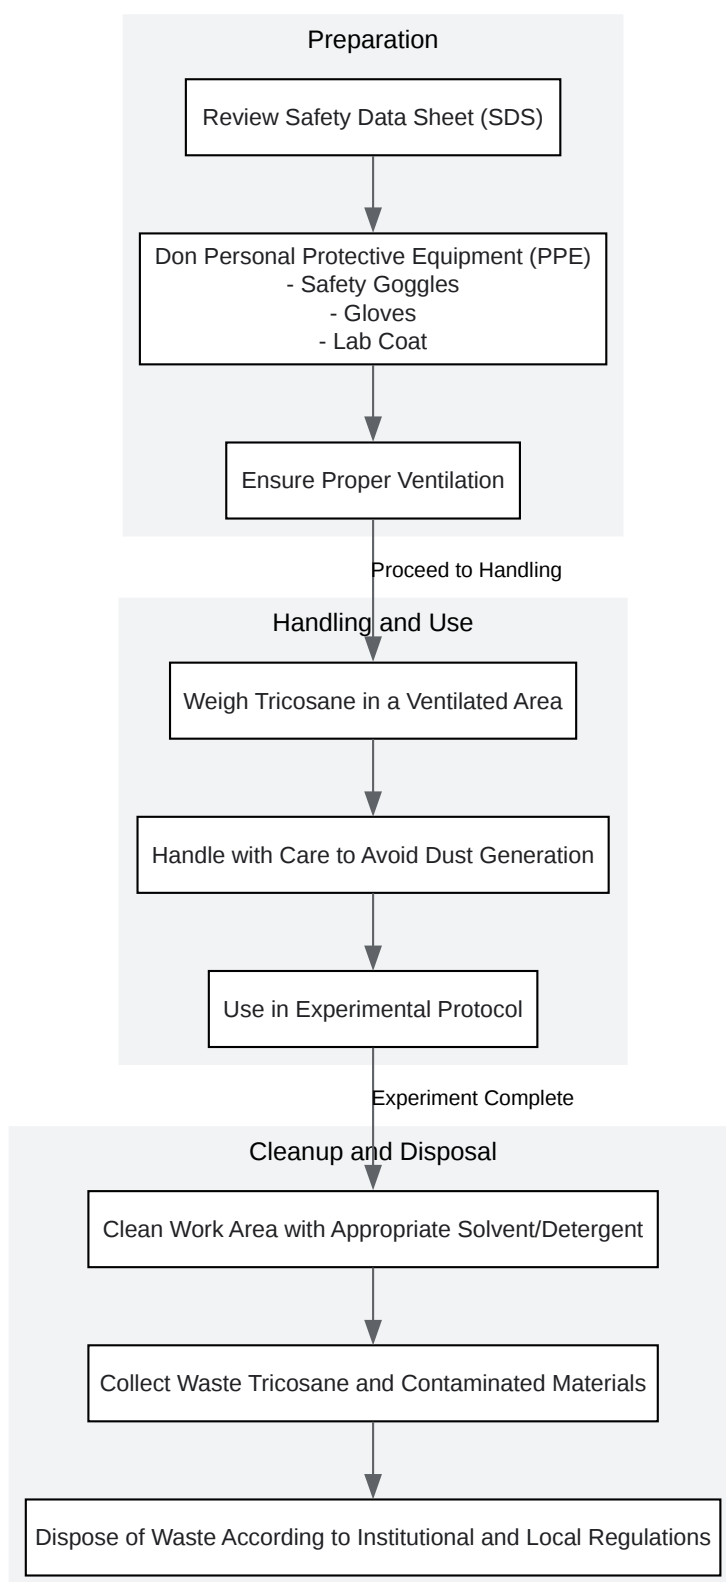 Preparation
Review Safety Data Sheet (SDS)
Don Personal Protective Equipment (PPE)
- Safety Goggles
- Gloves
- Lab Coat
Ensure Proper Ventilation
Proceed to Handling
Handling and Use
Weigh Tricosane in a Ventilated Area
Handle with Care to Avoid Dust Generation
Use in Experimental Protocol
Experiment Complete
Cleanup and Disposal
Clean Work Area with Appropriate Solvent/Detergent
Collect Waste Tricosane and Contaminated Materials
Dispose of Waste According to Institutional and Local Regulations